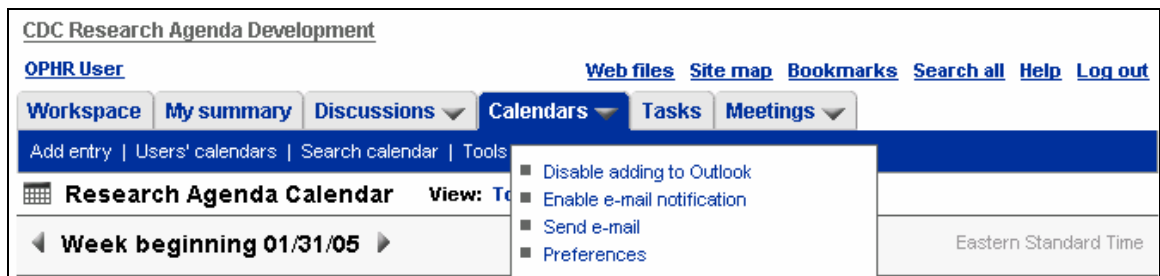 CDC Research Agenda Development
OPHR User
Web files Site map Bookmarks Search all Help Log out
Workspace My summary Discussions Calendars Tasks Meetings
Add entry | Users' calendars | Search calendar | Tools
Disable adding to Outlook
Research Agenda Calendar View:
Enable e-mail notification
Send e-mail
Week beginning 01/31/05 Eastern Standard Time
Preferences